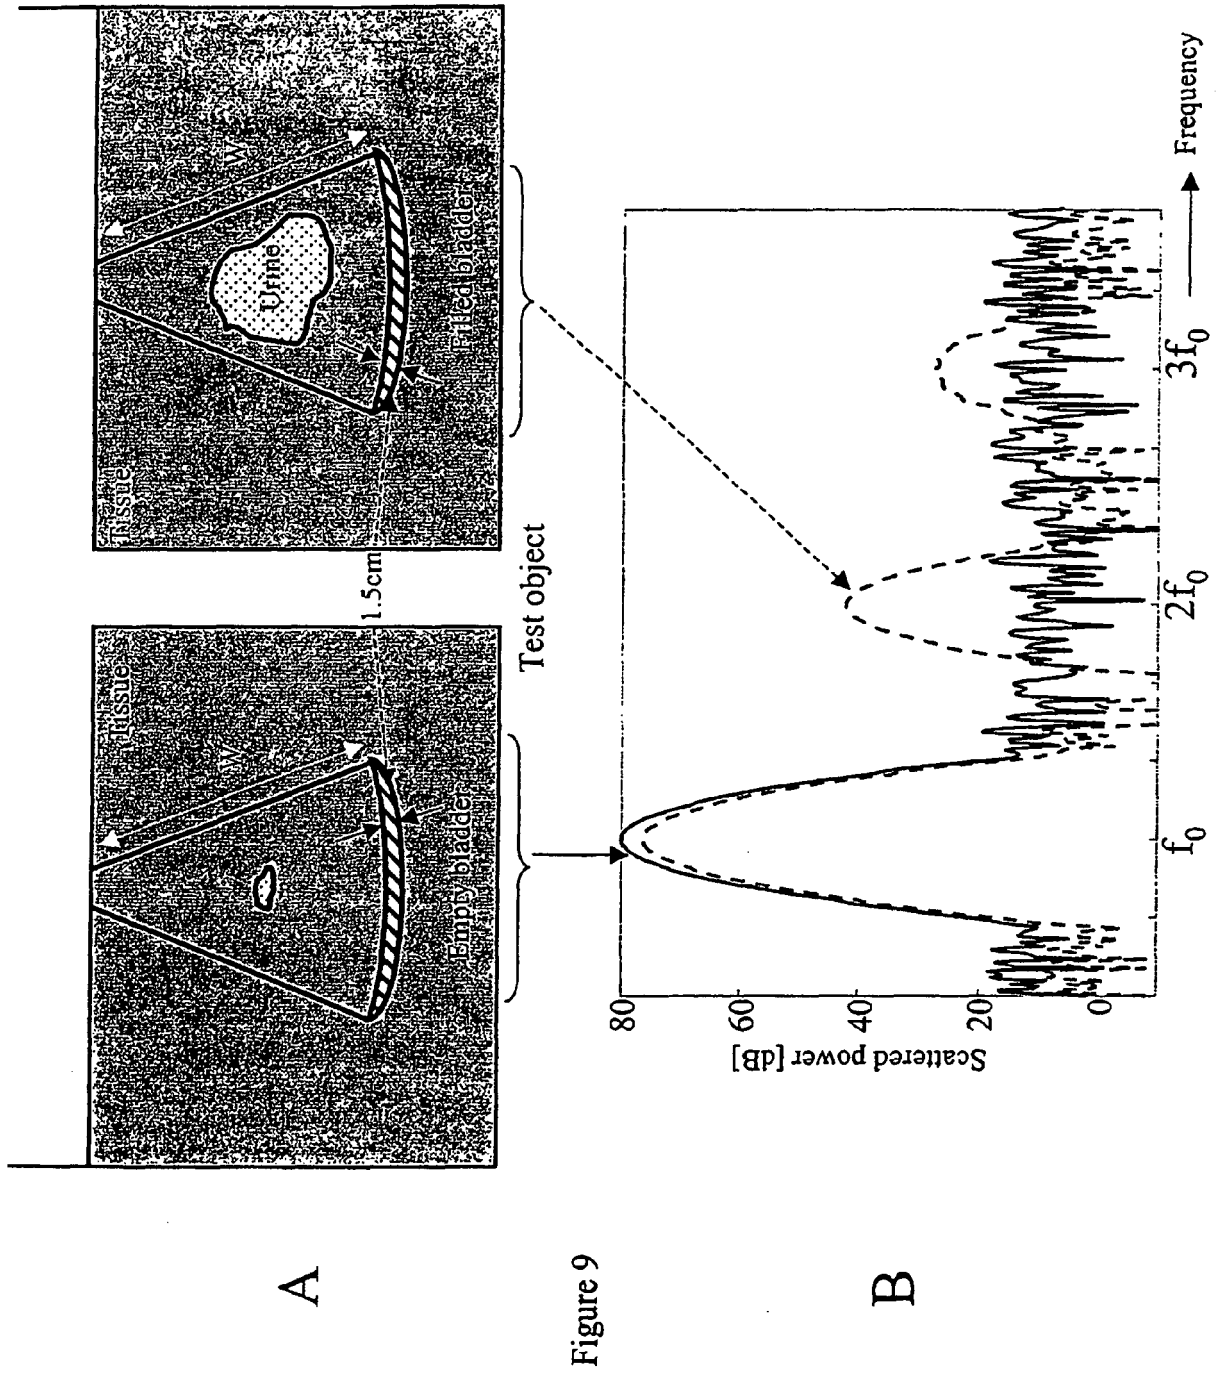 A
Tissue
W
Empty bladder
1.5cm
Tissue
W
Urine
Filled bladder
Test object
Figure 9
B
Scattered power [dB]
80
60
40
20
0
f0
2f0
3f0
Frequency